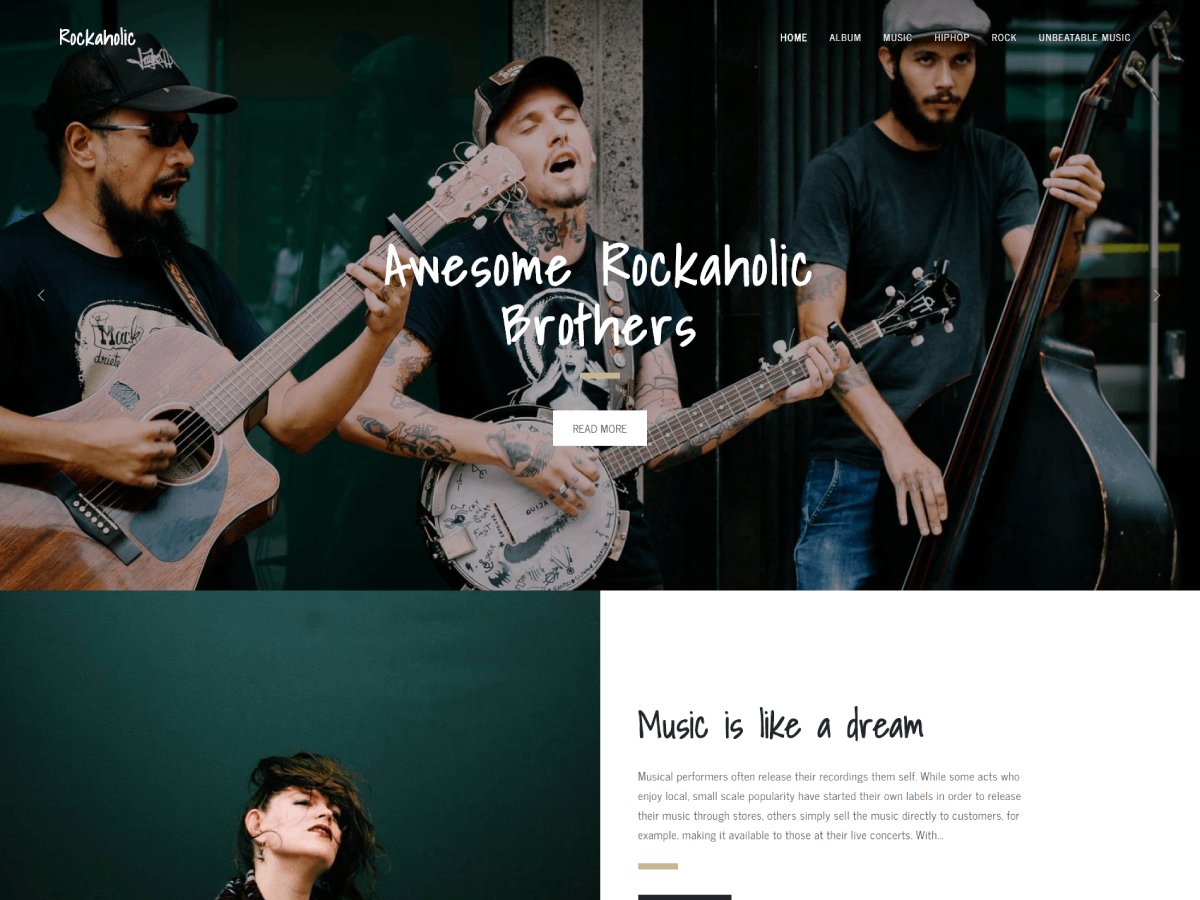 Rockaholic
HOME ALBUM MUSIC HIPHOP ROCK UNBEATABLE MUSIC
Awesome Rockaholic
Brothers
READ MORE
Mack
OUIJA
Music is like a dream
Musical performers often release their recordings them self. While some acts who
enjoy local, small scale popularity have started their own labels in order to release
their music through stores, others simply sell the music directly to customers, for
example, making it available to those at their live concerts. With...